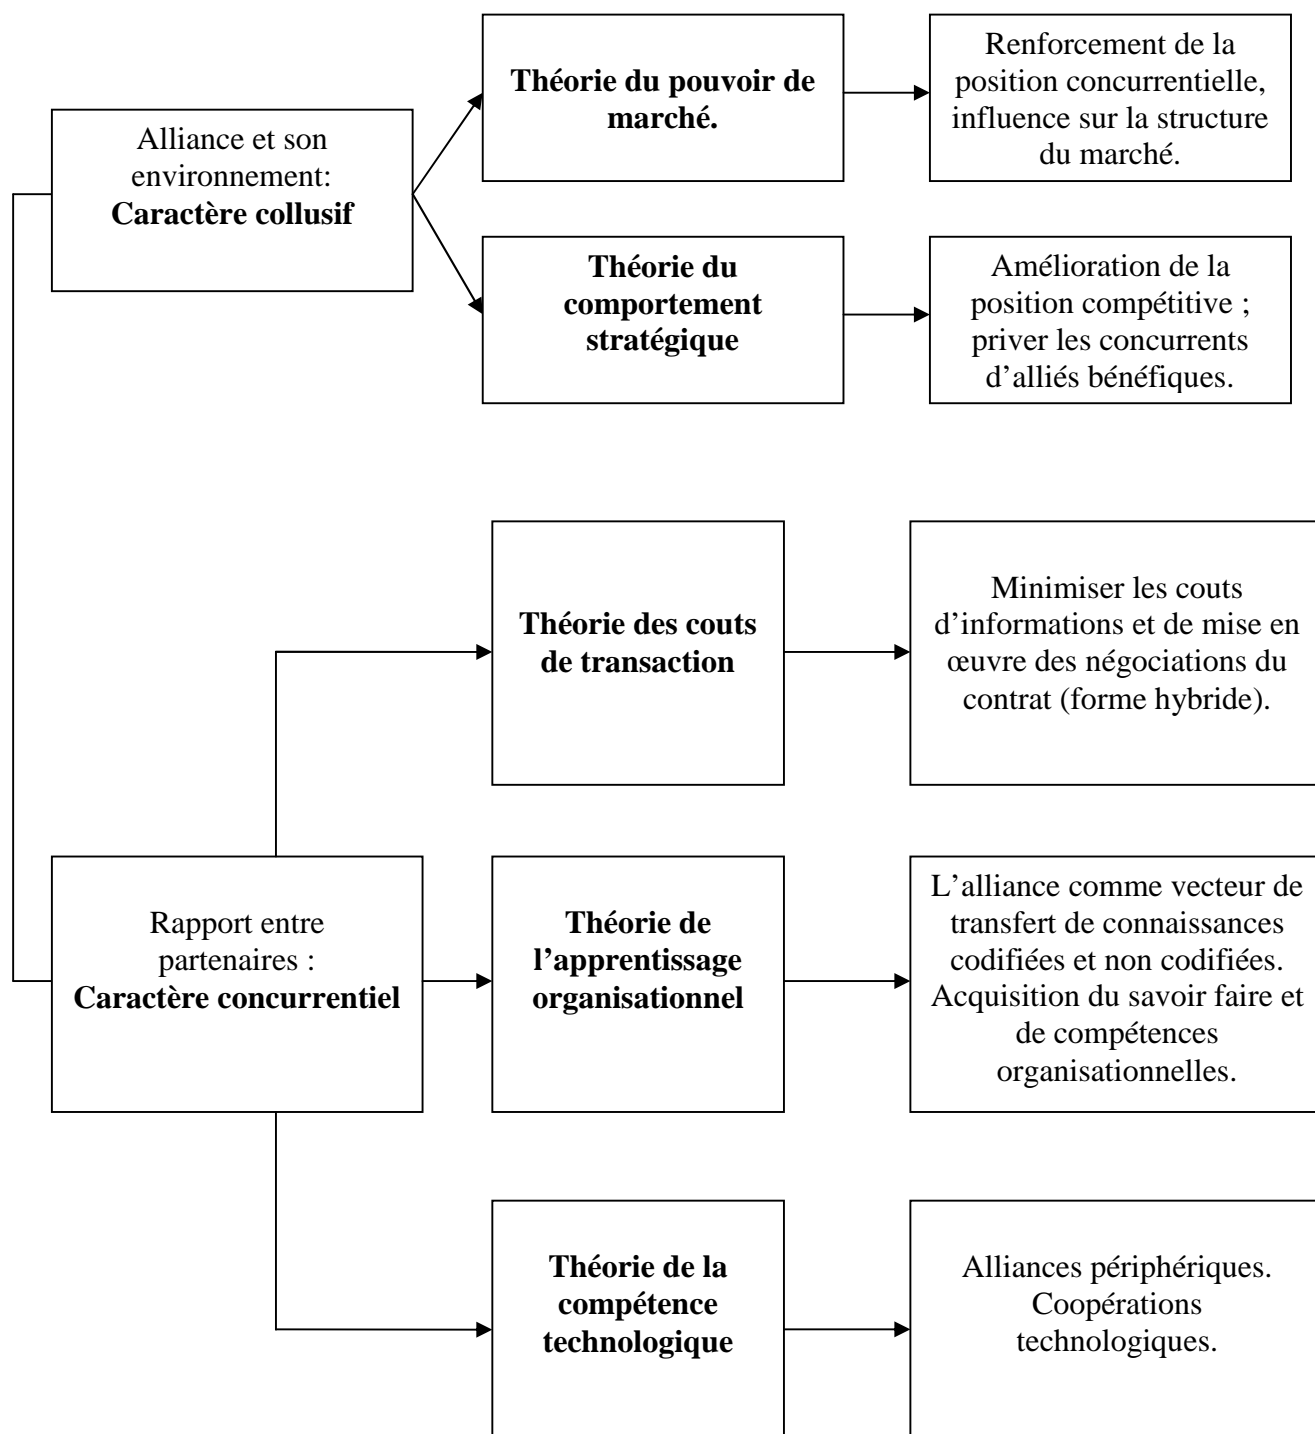 Alliance et son
environnement:
Caractère collusif
Théorie du pouvoir de
marché.
Renforcement de la
position concurrentielle,
influence sur la structure
du marché.
Théorie du
comportement
stratégique
Amélioration de la
position compétitive ;
priver les concurrents
d’alliés bénéfiques.
Rapport entre
partenaires :
Caractère concurrentiel
Théorie des couts
de transaction
Minimiser les couts
d’informations et de mise en
œuvre des négociations du
contrat (forme hybride).
Théorie de
l’apprentissage
organisationnel
L’alliance comme vecteur de
transfert de connaissances
codifiées et non codifiées.
Acquisition du savoir faire et
de compétences
organisationnelles.
Théorie de la
compétence
technologique
Alliances périphériques.
Coopérations
technologiques.